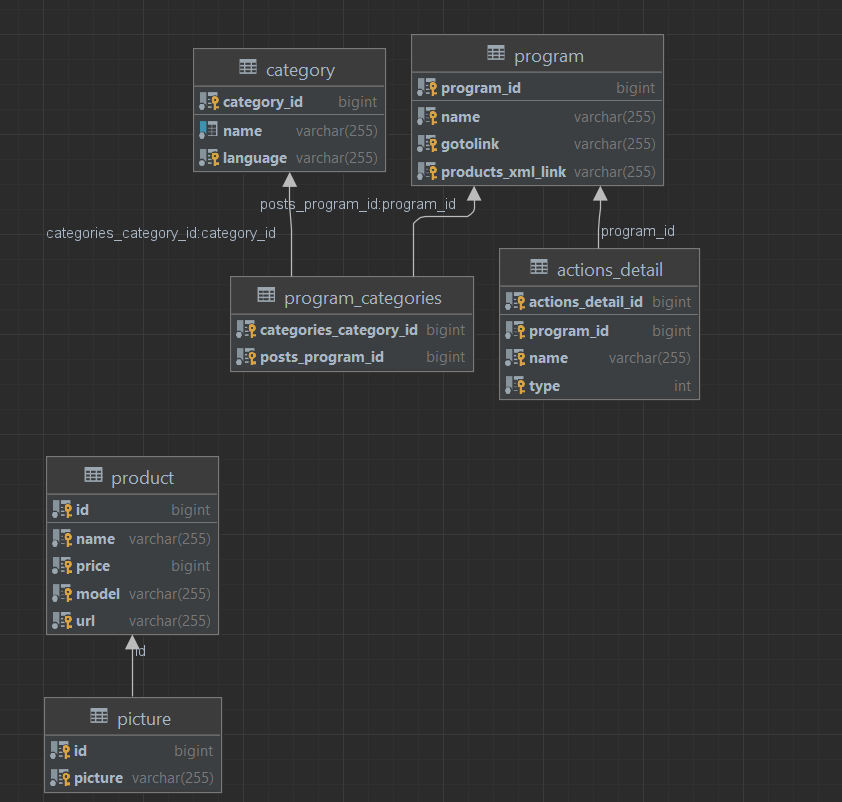 category
category_id bigint
name varchar(255)
language varchar(255)
program
program_id bigint
name varchar(255)
gotolink varchar(255)
products_xml_link varchar(255)
posts_program_id:program_id
categories_category_id:category_id
program_id
program_categories
categories_category_id bigint
posts_program_id bigint
actions_detail
actions_detail_id bigint
program_id bigint
name varchar(255)
type int
product
id bigint
name varchar(255)
price bigint
model varchar(255)
url varchar(255)
id
picture
id bigint
picture varchar(255)